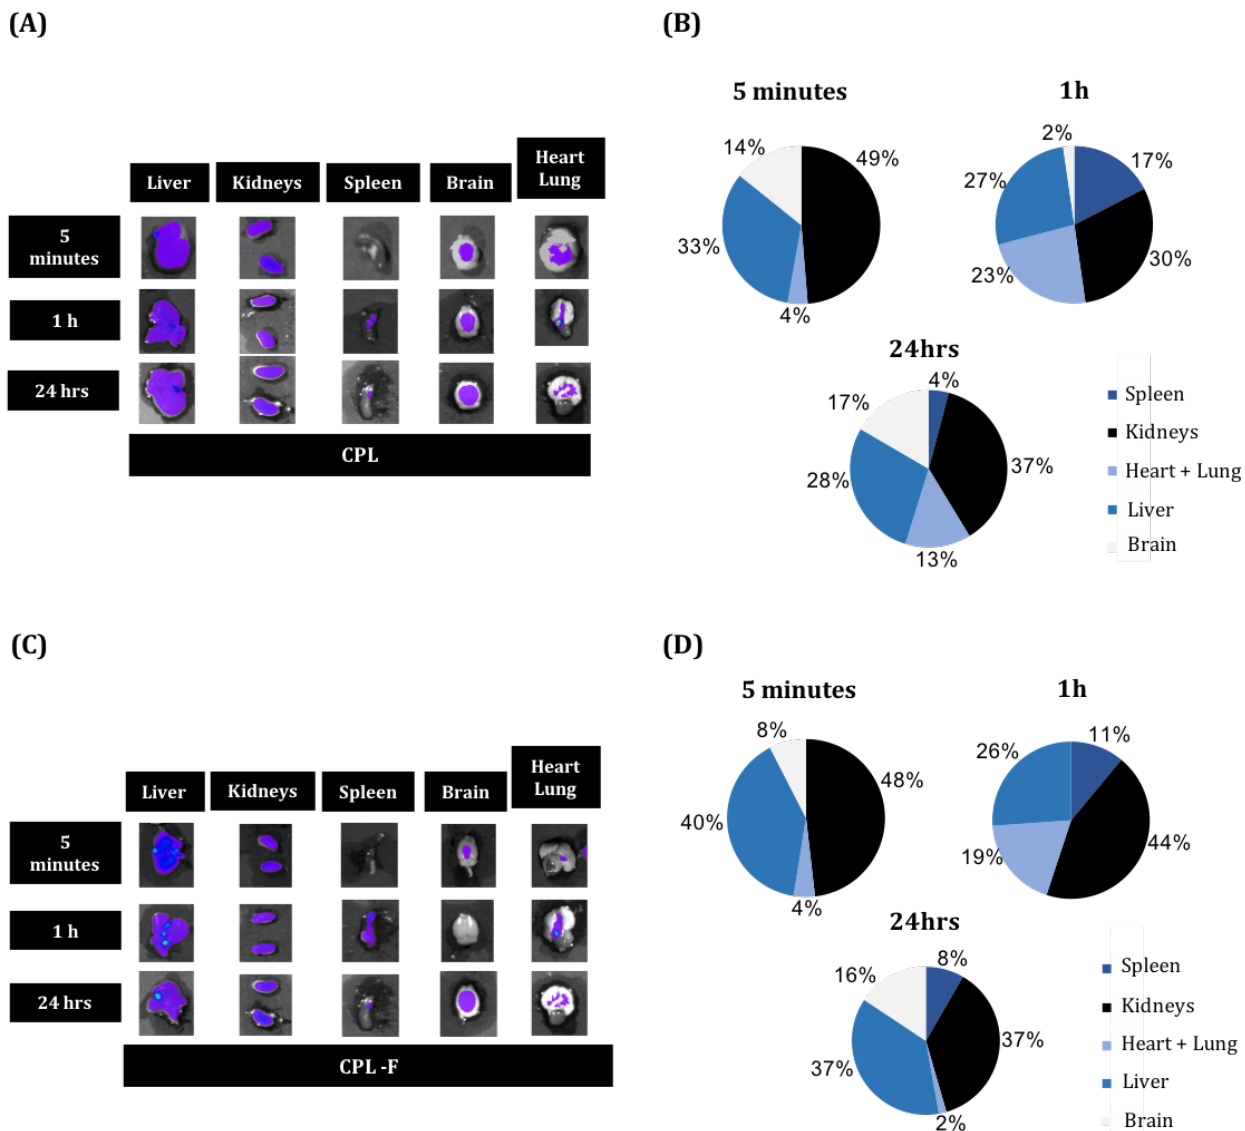 (A)
Liver
Kidneys
Spleen
Brain
Heart
Lung
5
minutes
1 h
24 hrs
CPL
(B)
5 minutes
14%
49%
33%
4%
1h
2%
17%
27%
30%
23%
24hrs
4%
17%
37%
28%
13%
Spleen
Kidneys
Heart + Lung
Liver
Brain
(C)
Liver
Kidneys
Spleen
Brain
Heart
Lung
5
minutes
1 h
24 hrs
CPL -F
(D)
5 minutes
8%
48%
40%
4%
1h
11%
26%
44%
19%
24hrs
8%
16%
37%
37%
2%
Spleen
Kidneys
Heart + Lung
Liver
Brain